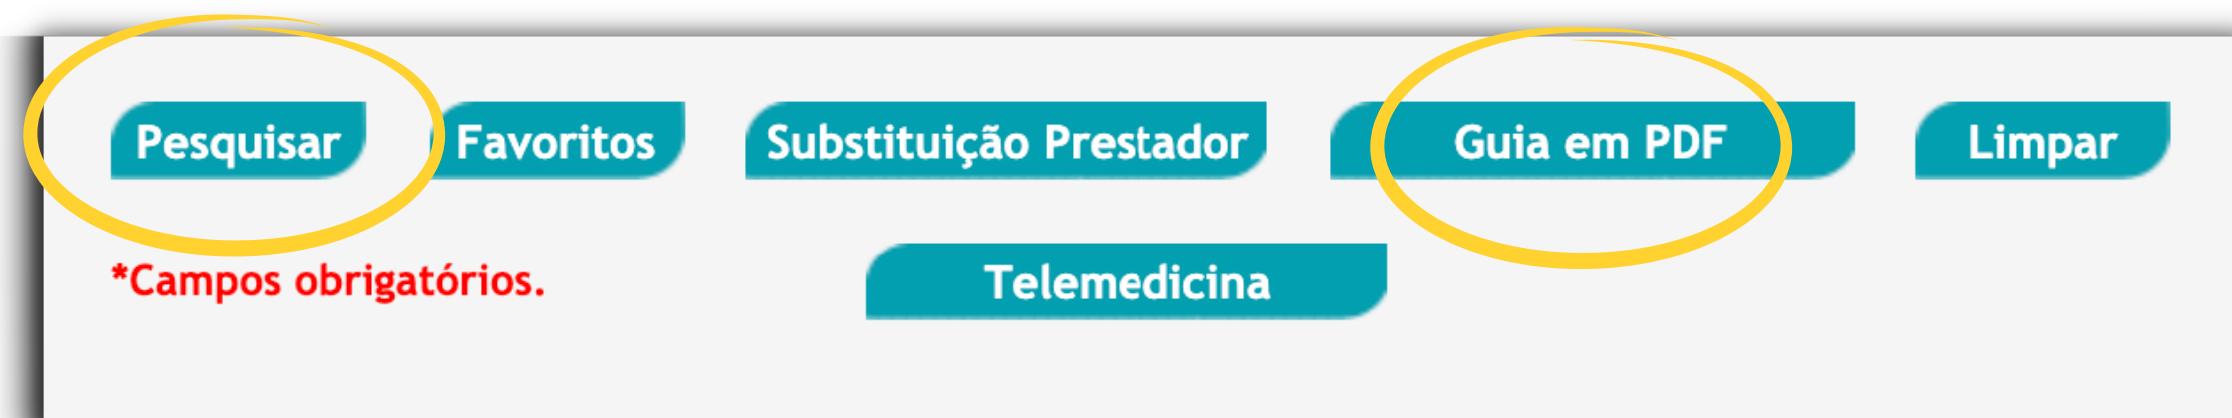 Pesquisar Favoritos Substituição Prestador Guia em PDF Limpar
*Campos obrigatórios. Telemedicina